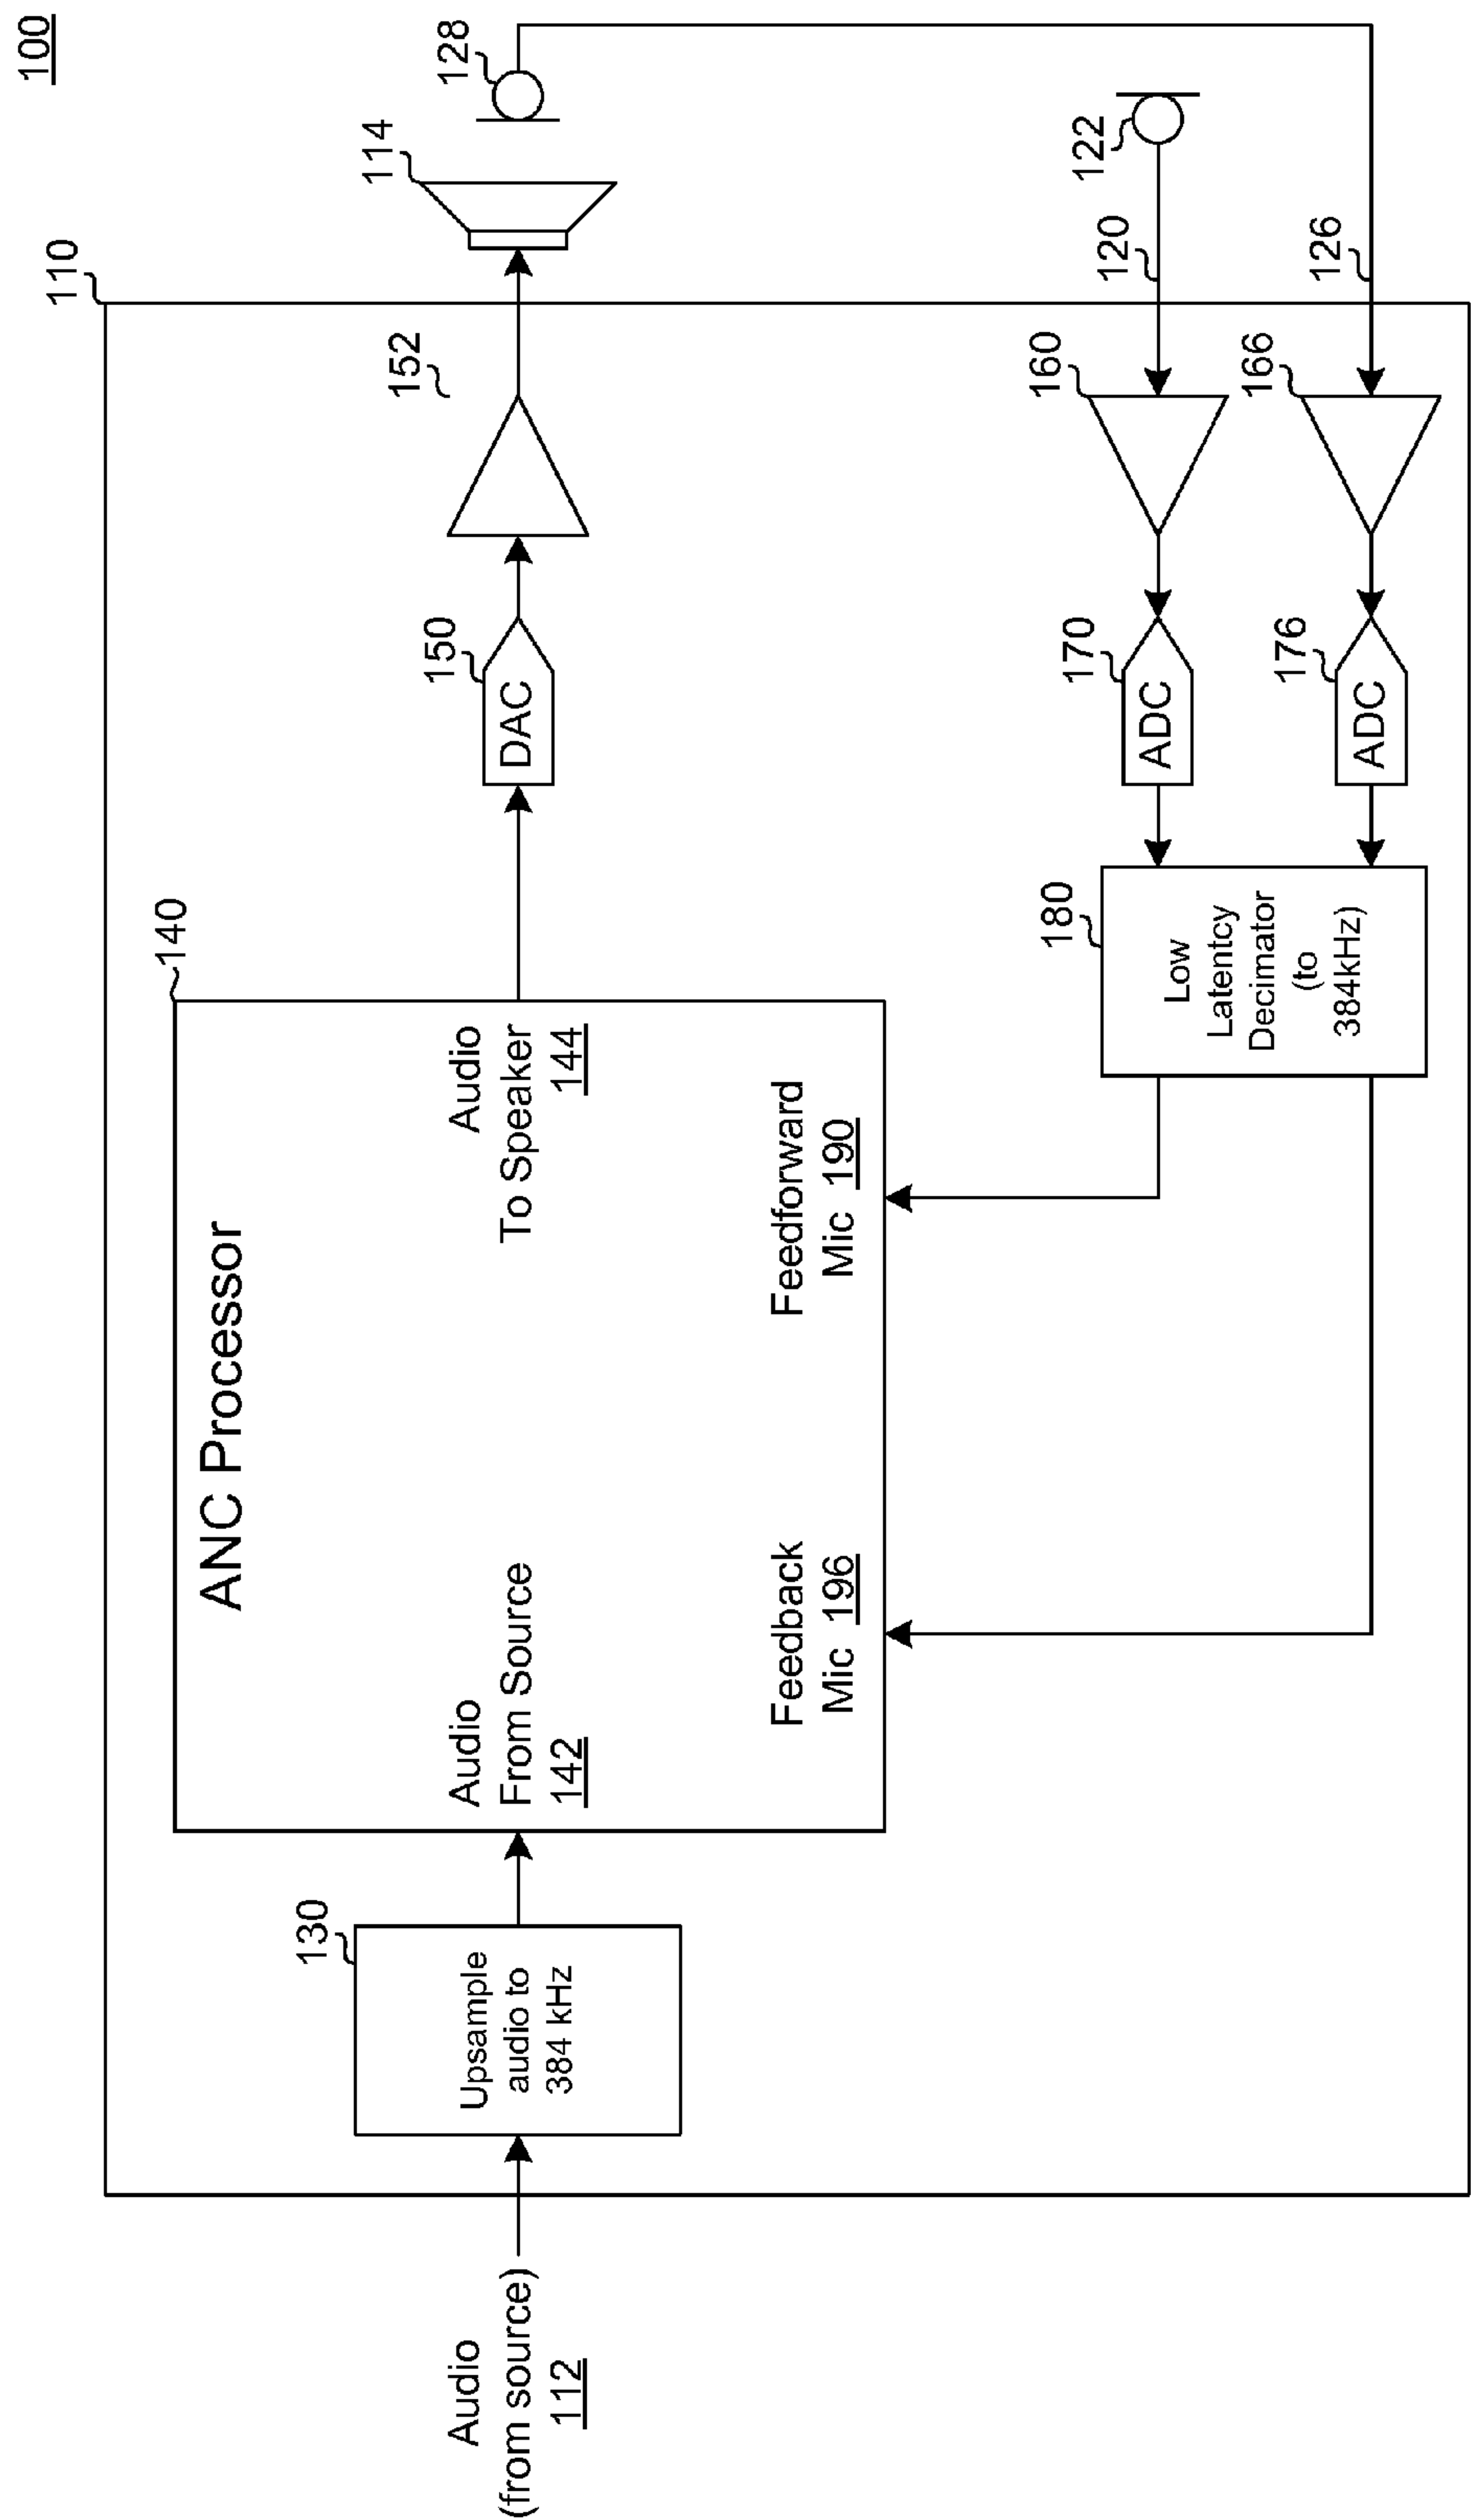 100
110
140
ANC Processor
130
Upsample
audio to
384 kHz
Audio
(from source)
112
Audio
From Source
142
Audio
To Speaker
144
150
DAC
152
114
128
Feedback
Mic 196
Feedforward
Mic 190
180
Low
Latentcy
Decimator
(to
384kHz)
170
ADC
160
120
122
176
ADC
166
126